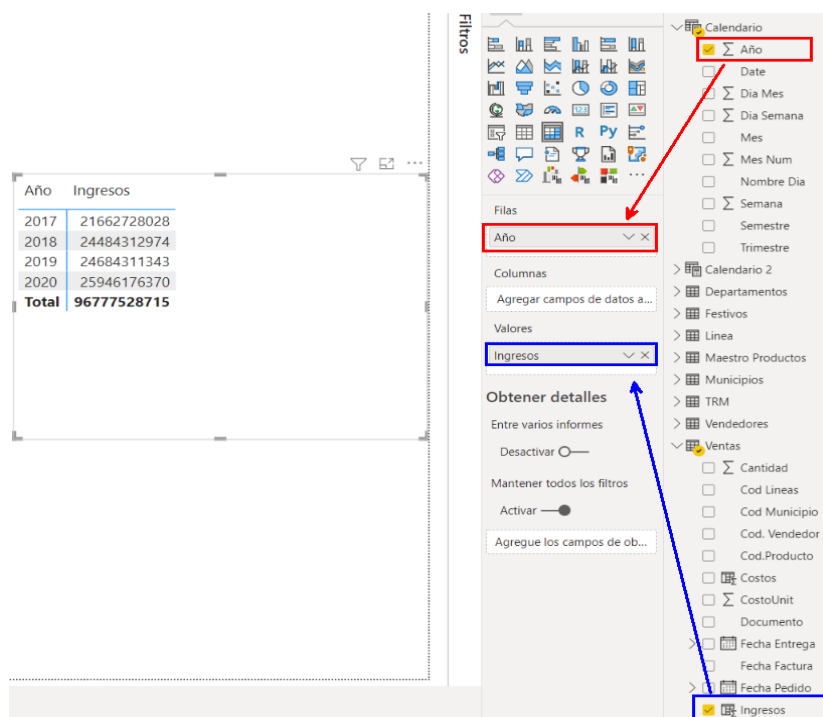 Filtros
Año Ingresos
2017 21662728028
2018 24484312974
2019 24684311343
2020 25946176370
Total 96777528715
123
R Py
Filas
Año
Columnas
Agregar campos de datos a...
Valores
Ingresos
Obtener detalles
Entre varios informes
Desactivar
Mantener todos los filtros
Activar
Agregue los campos de ob...
Calendario
Año
Date
Dia Mes
Dia Semana
Mes
Mes Num
Nombre Dia
Semana
Semestre
Trimestre
Calendario 2
Departamentos
Festivos
Linea
Maestro Productos
Municipios
TRM
Vendedores
Ventas
Cantidad
Cod Lineas
Cod Municipio
Cod. Vendedor
Cod.Producto
Costos
CostoUnit
Documento
Fecha Entrega
Fecha Factura
Fecha Pedido
Ingresos